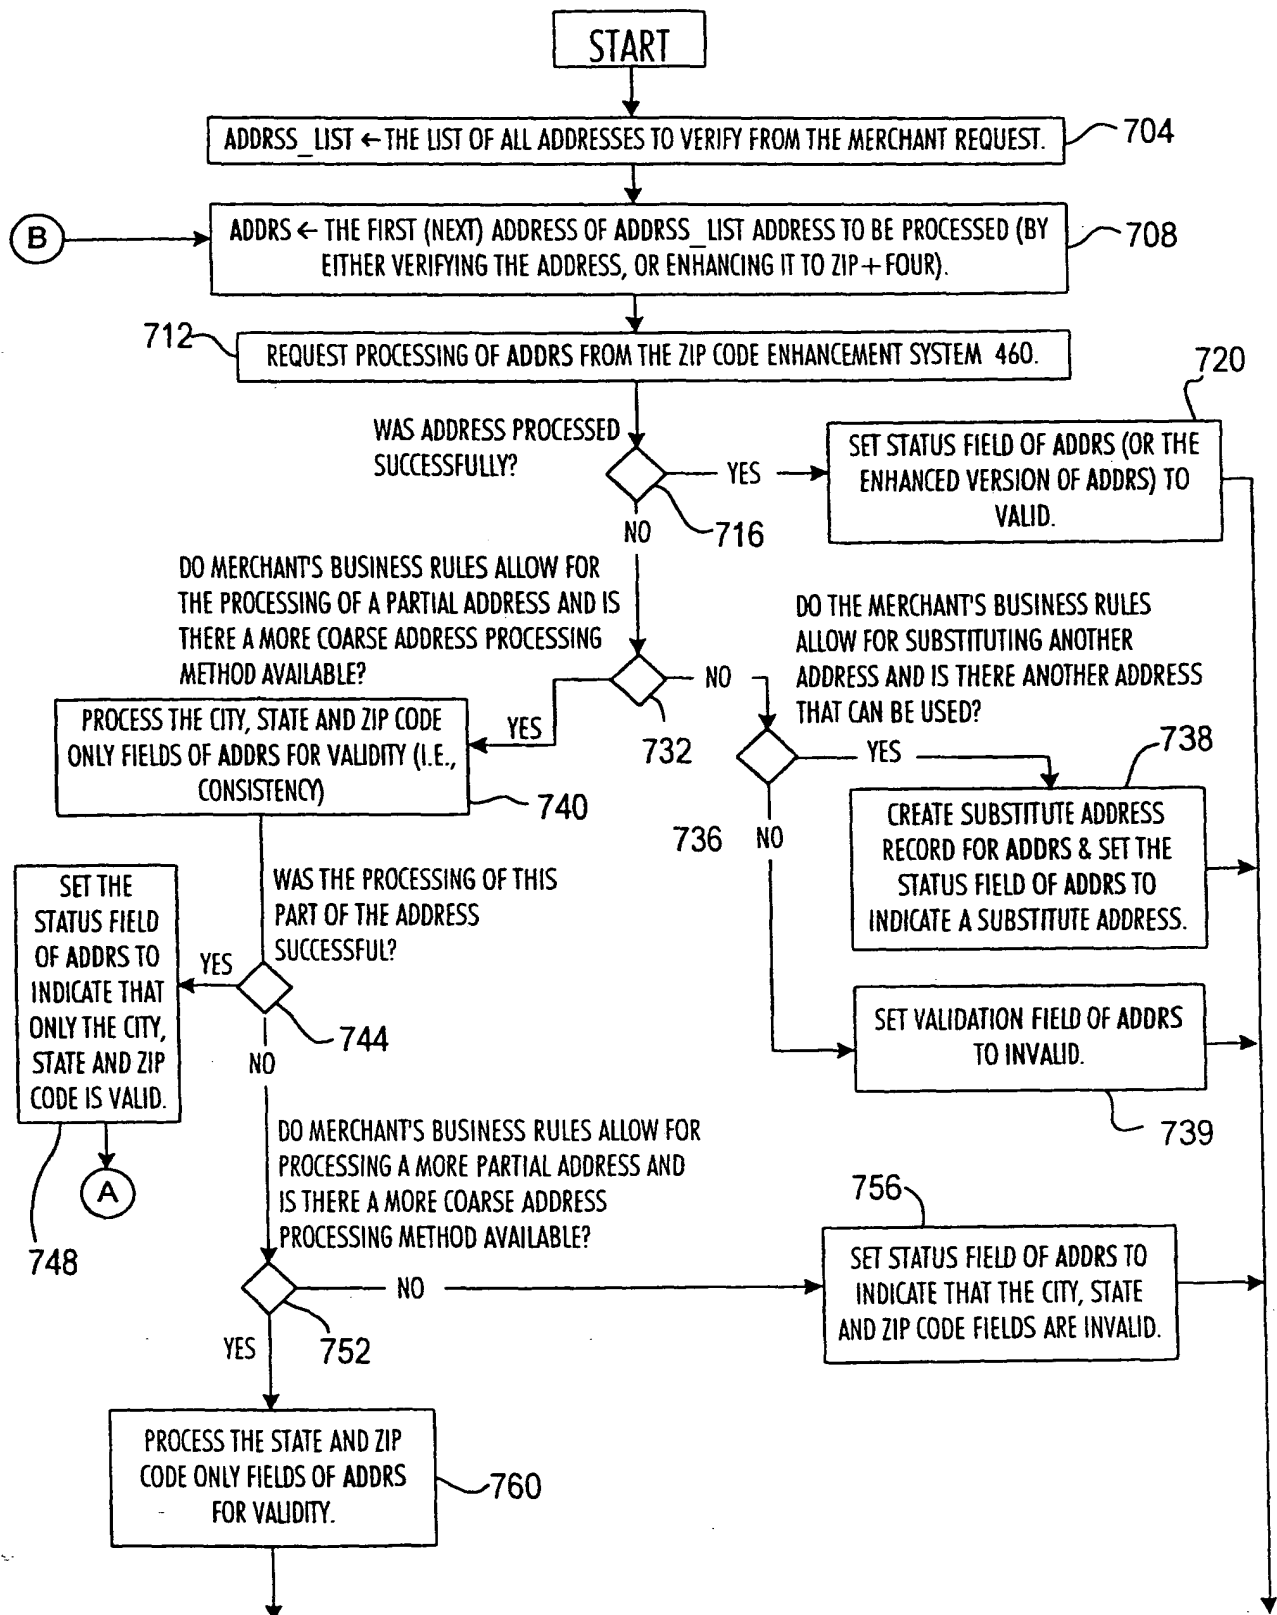 START
ADDRSS_LIST ← THE LIST OF ALL ADDRESSES TO VERIFY FROM THE MERCHANT REQUEST.
704
B
ADDRS ← THE FIRST (NEXT) ADDRESS OF ADDRSS_LIST ADDRESS TO BE PROCESSED (BY
EITHER VERIFYING THE ADDRESS, OR ENHANCING IT TO ZIP+FOUR).
708
712
REQUEST PROCESSING OF ADDRS FROM THE ZIP CODE ENHANCEMENT SYSTEM 460.
WAS ADDRESS PROCESSED
SUCCESSFULLY?
YES
716
NO
720
SET STATUS FIELD OF ADDRS (OR THE
ENHANCED VERSION OF ADDRS) TO
VALID.
DO MERCHANT'S BUSINESS RULES ALLOW FOR
THE PROCESSING OF A PARTIAL ADDRESS AND IS
THERE A MORE COARSE ADDRESS PROCESSING
METHOD AVAILABLE?
NO
YES
732
DO THE MERCHANT'S BUSINESS RULES
ALLOW FOR SUBSTITUTING ANOTHER
ADDRESS AND IS THERE ANOTHER ADDRESS
THAT CAN BE USED?
YES
736
NO
738
CREATE SUBSTITUTE ADDRESS
RECORD FOR ADDRS & SET THE
STATUS FIELD OF ADDRS TO
INDICATE A SUBSTITUTE ADDRESS.
PROCESS THE CITY, STATE AND ZIP CODE
ONLY FIELDS OF ADDRS FOR VALIDITY (I.E.,
CONSISTENCY)
740
WAS THE PROCESSING OF THIS
PART OF THE ADDRESS
SUCCESSFUL?
YES
744
NO
SET THE
STATUS FIELD
OF ADDRS TO
INDICATE THAT
ONLY THE CITY,
STATE AND ZIP
CODE IS VALID.
748
A
SET VALIDATION FIELD OF ADDRS
TO INVALID.
739
DO MERCHANT'S BUSINESS RULES ALLOW FOR
PROCESSING A MORE PARTIAL ADDRESS AND
IS THERE A MORE COARSE ADDRESS
PROCESSING METHOD AVAILABLE?
NO
752
YES
756
SET STATUS FIELD OF ADDRS TO
INDICATE THAT THE CITY, STATE
AND ZIP CODE FIELDS ARE INVALID.
PROCESS THE STATE AND ZIP
CODE ONLY FIELDS OF ADDRS
FOR VALIDITY.
760